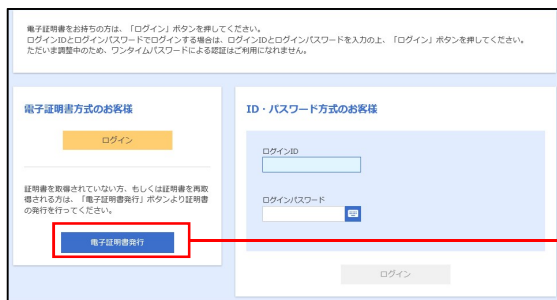 電子証明書をお持ちの方は、「ログイン」ボタンを押してください。
ログインIDとログインパスワードでログインする場合は、ログインIDとログインパスワードを入力の上、「ログイン」ボタンを押してください。
ただいま調整中のため、ワンタイムパスワードによる認証はご利用になれません。
電子証明書方式のお客様
ログイン
証明書を取得されていない方、もしくは証明書を再取
得される方は、「電子証明書発行」ボタンより証明書
の発行を行ってください。
電子証明書発行
ID・パスワード方式のお客様
ログインID
ログインパスワード
ログイン